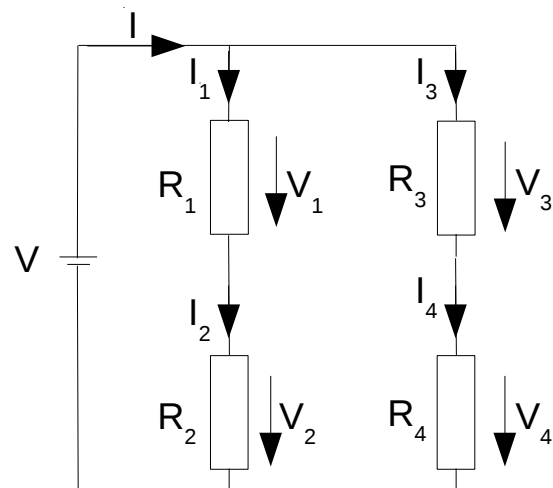 I
I₁ I₃
R₁ V₁ R₃ V₃
V
I₂ I₄
R₂ V₂ R₄ V₄